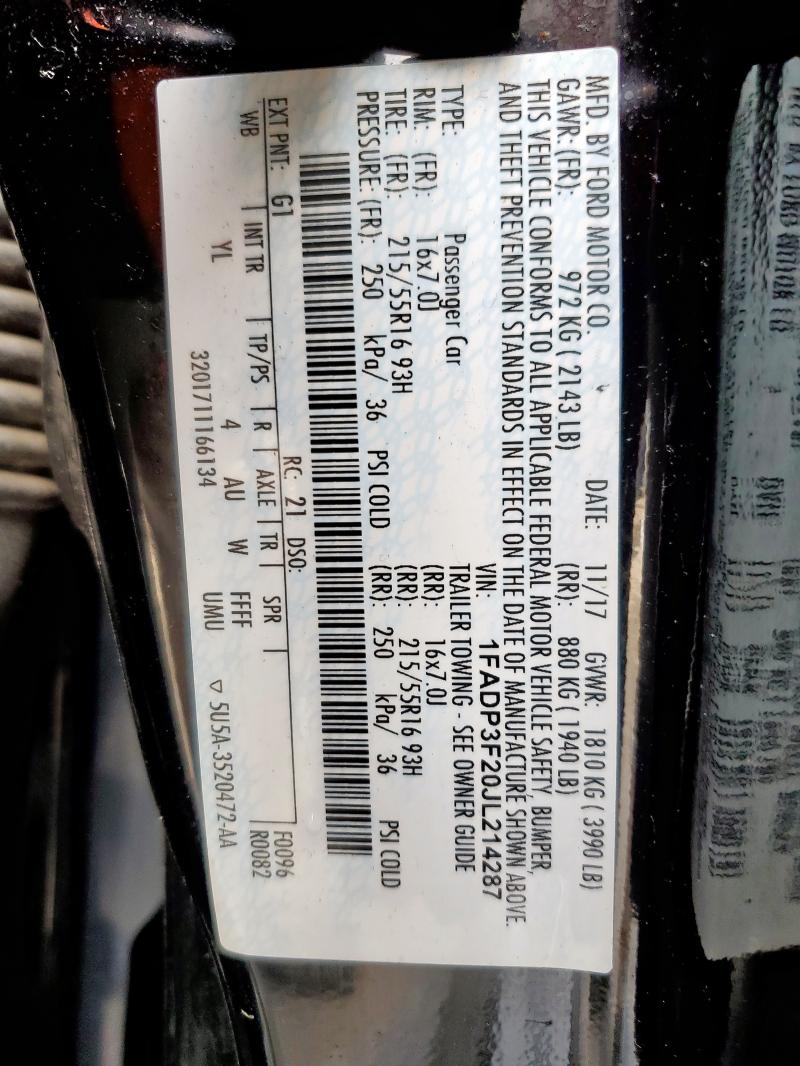 MFD. BY FORD MOTOR CO.
DATE: 11/17 GVWR: 1810 KG ( 3990 LB)
GAWR: (FR): 972 KG ( 2143 LB) (RR): 880 KG ( 1940 LB)
THIS VEHICLE CONFORMS TO ALL APPLICABLE FEDERAL MOTOR VEHICLE SAFETY, BUMPER,
AND THEFT PREVENTION STANDARDS IN EFFECT ON THE DATE OF MANUFACTURE SHOWN ABOVE.
VIN: 1FADP3F20JL214287
TYPE: Passenger Car TRAILER TOWING - SEE OWNER GUIDE
RIM: (FR): 16x7.0J (RR): 16x7.0J
TIRE: (FR): 215/55R16 93H (RR): 215/55R16 93H
PRESSURE: (FR): 250 kPa/ 36 PSI COLD (RR): 250 kPa/ 36 PSI COLD
EXT PNT: G1 RC: 21 DSO: F0096
WB INT TR TP/PS R AXLE TR SPR R0082
YL 4 AU W FFFF
3201711166134 UMU ▽ 5U5A-3520472-AA